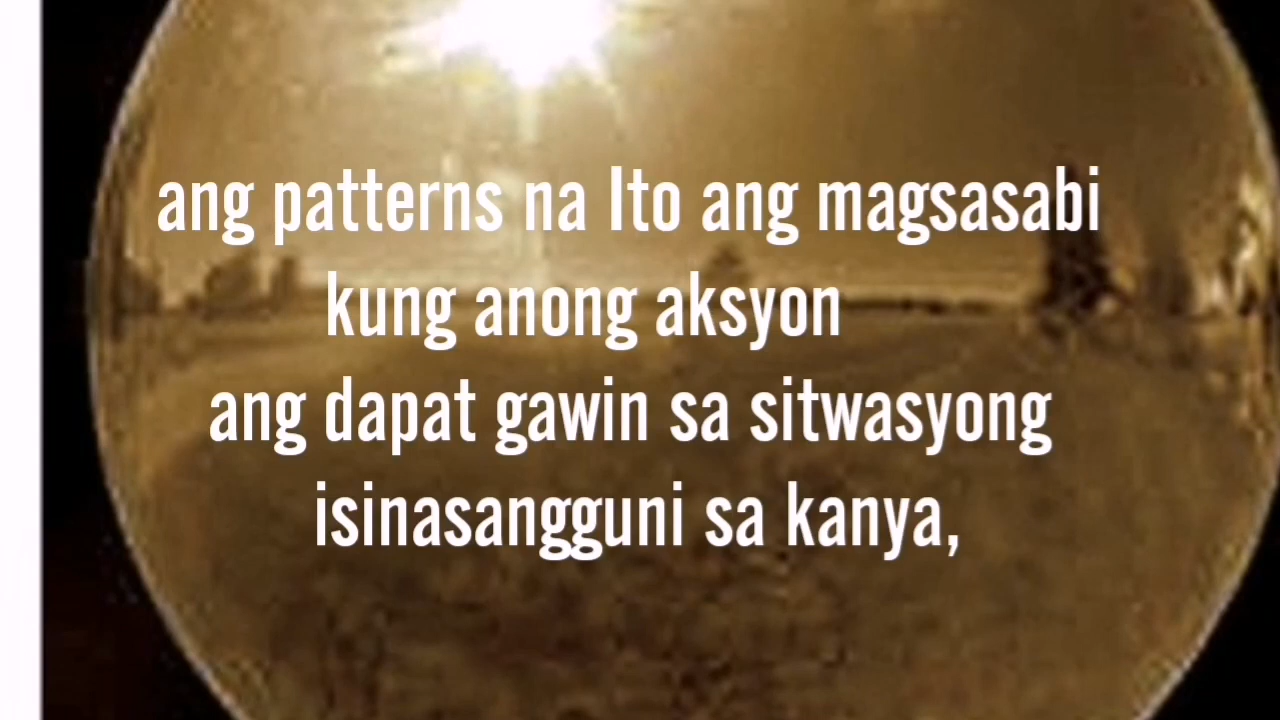 ang patterns na Ito ang magsasabi
kung anong aksyon
ang dapat gawin sa sitwasyong
isinasangguni sa kanya,